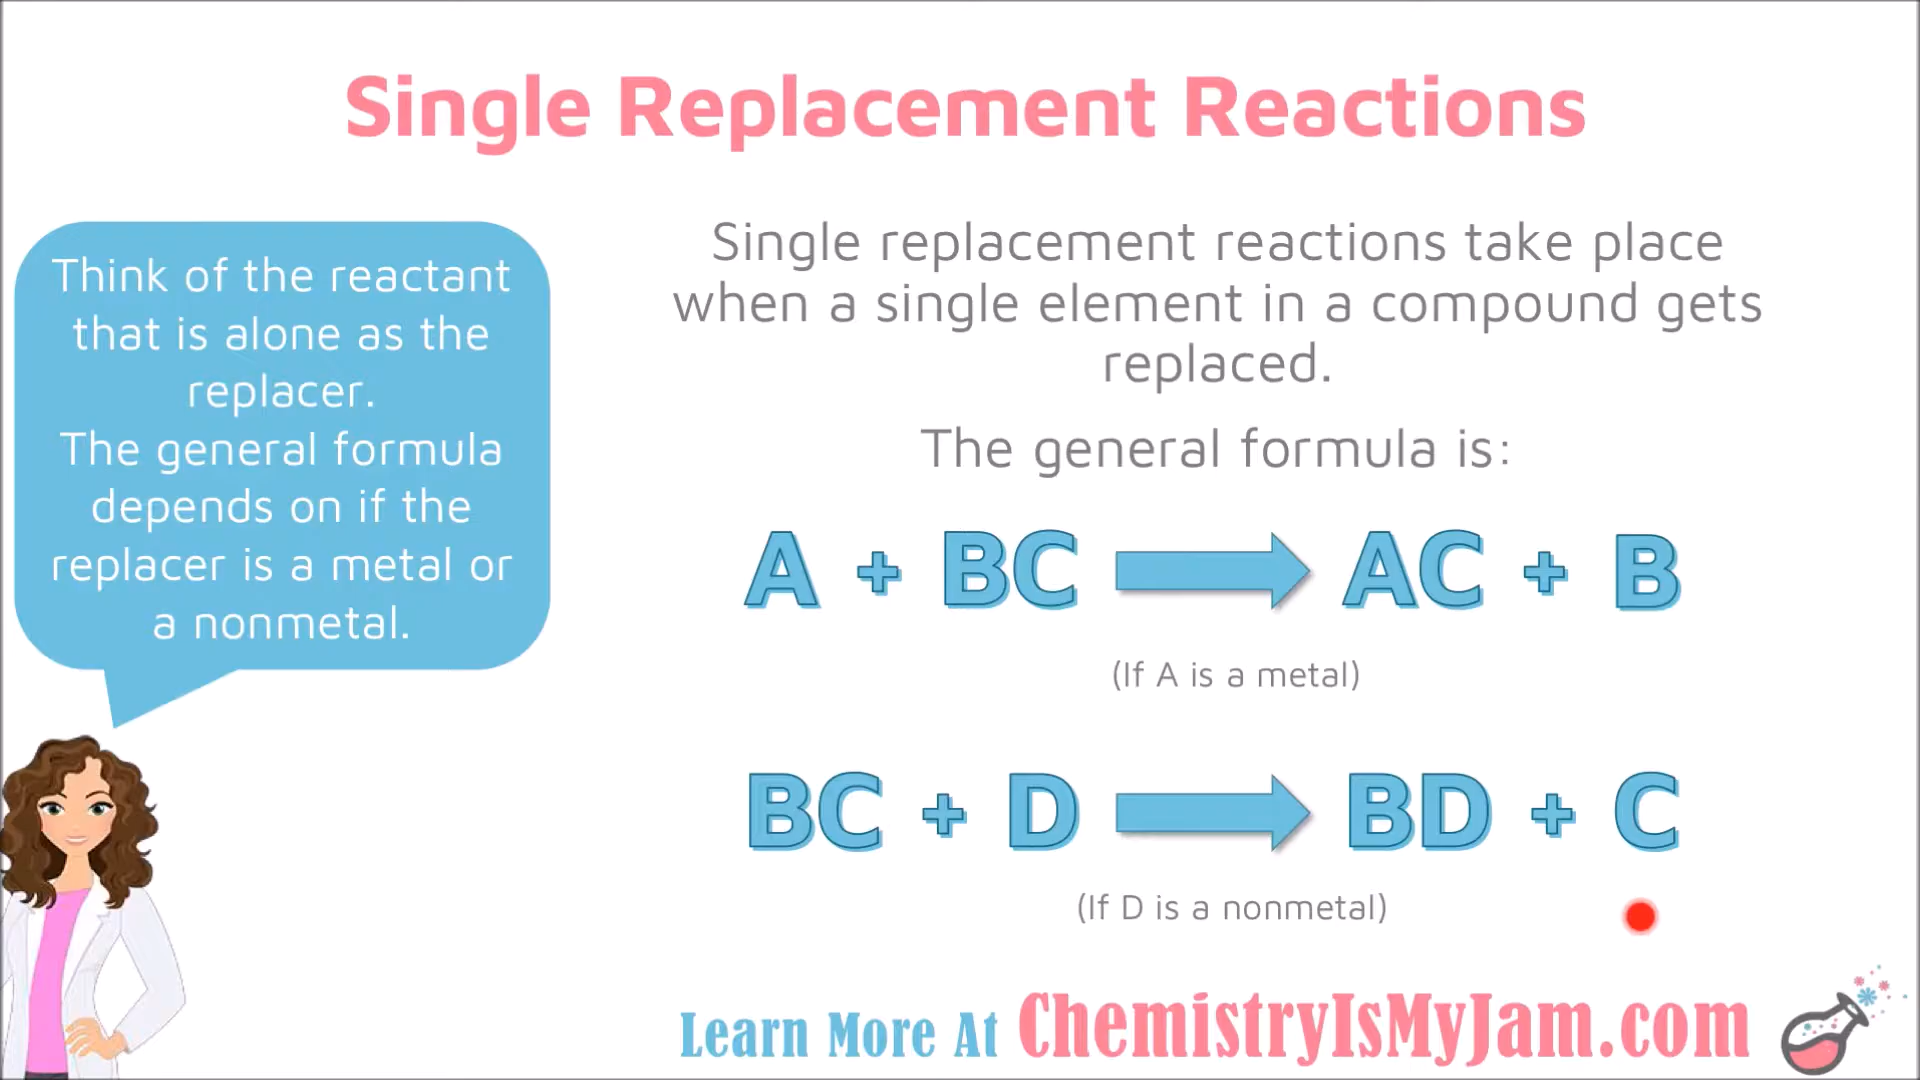 Single Replacement Reactions
Think of the reactant
that is alone as the
replacer.
The general formula
depends on if the
replacer is a metal or
a nonmetal.
Single replacement reactions take place
when a single element in a compound gets
replaced.
The general formula is:
A + BC AC + B
(If A is a metal)
BC + D BD + C
(If D is a nonmetal)
Learn More At ChemistryIsMyJam.com